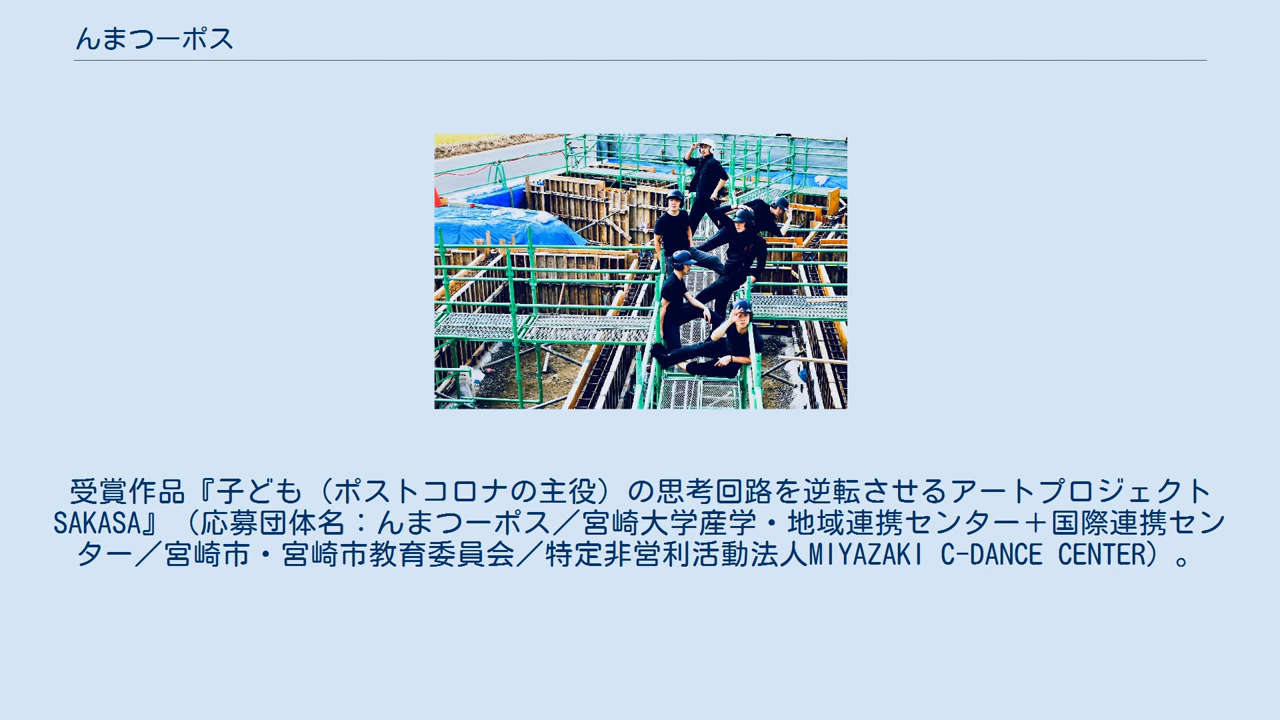 んまつーポス
受賞作品『子ども（ポストコロナの主役）の思考回路を逆転させるアートプロジェクト
SAKASA』（応募団体名：んまつーポス／宮崎大学産学・地域連携センター＋国際連携セン
ター／宮崎市・宮崎市教育委員会／特定非営利活動法人MIYAZAKI C-DANCE CENTER）。